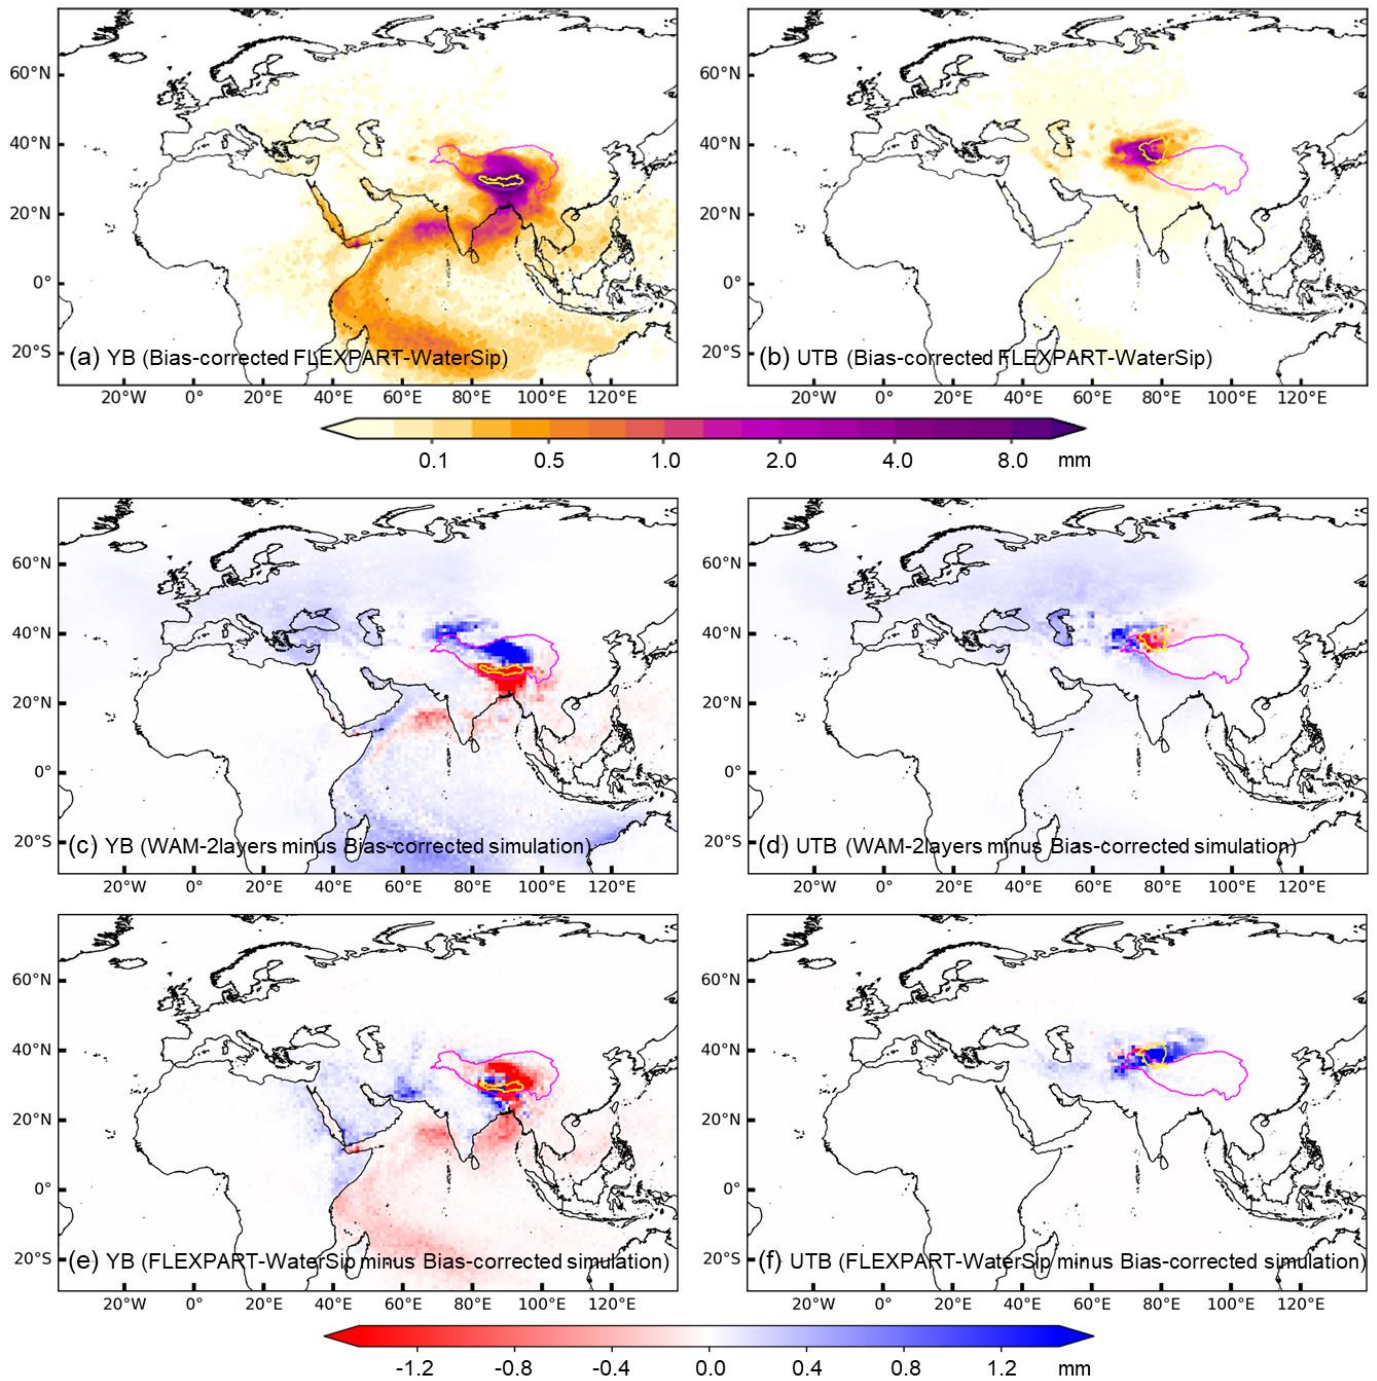 60°N
40°N
20°N
0°
20°S
(a) YB (Bias-corrected FLEXPART-WaterSip)
20°W 0° 20°E 40°E 60°E 80°E 100°E 120°E
60°N
40°N
20°N
0°
20°S
(b) UTB (Bias-corrected FLEXPART-WaterSip)
20°W 0° 20°E 40°E 60°E 80°E 100°E 120°E
0.1 0.5 1.0 2.0 4.0 8.0 mm
60°N
40°N
20°N
0°
20°S
(c) YB (WAM-2layers minus Bias-corrected simulation)
20°W 0° 20°E 40°E 60°E 80°E 100°E 120°E
60°N
40°N
20°N
0°
20°S
(d) UTB (WAM-2layers minus Bias-corrected simulation)
20°W 0° 20°E 40°E 60°E 80°E 100°E 120°E
60°N
40°N
20°N
0°
20°S
(e) YB (FLEXPART-WaterSip minus Bias-corrected simulation)
20°W 0° 20°E 40°E 60°E 80°E 100°E 120°E
60°N
40°N
20°N
0°
20°S
(f) UTB (FLEXPART-WaterSip minus Bias-corrected simulation)
20°W 0° 20°E 40°E 60°E 80°E 100°E 120°E
-1.2 -0.8 -0.4 0.0 0.4 0.8 1.2 mm